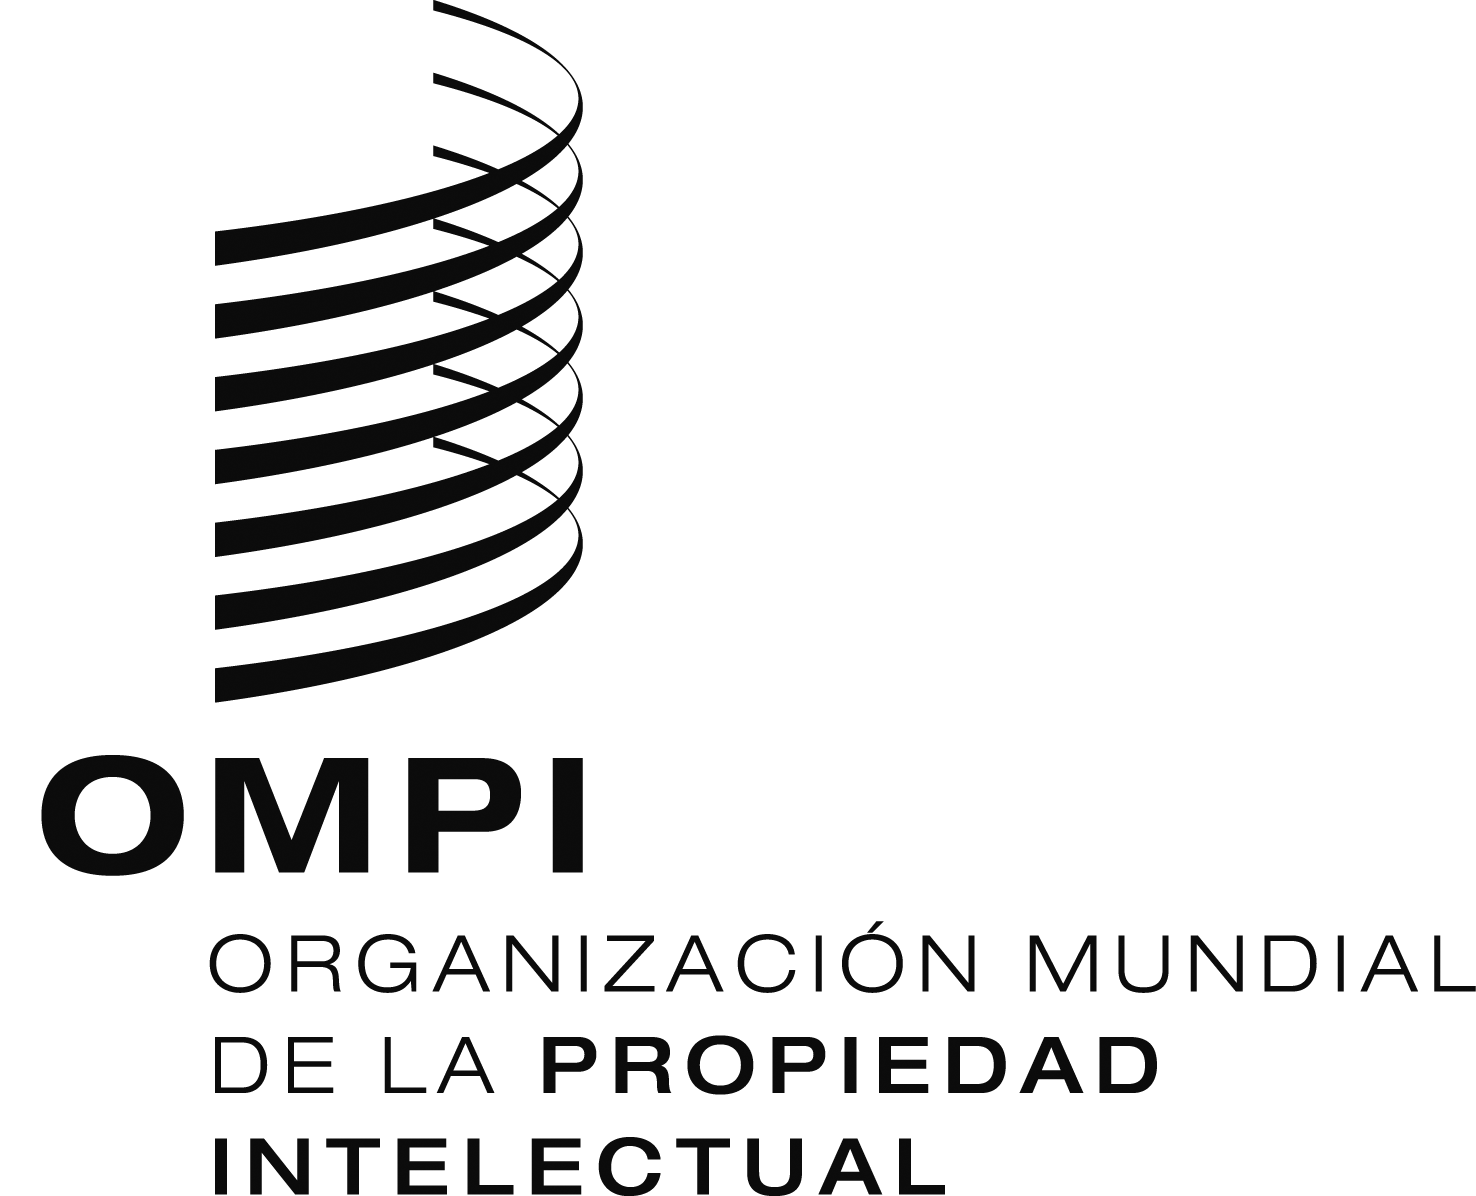 OMPI
ORGANIZACIÓN MUNDIAL
DE LA PROPIEDAD
INTELECTUAL